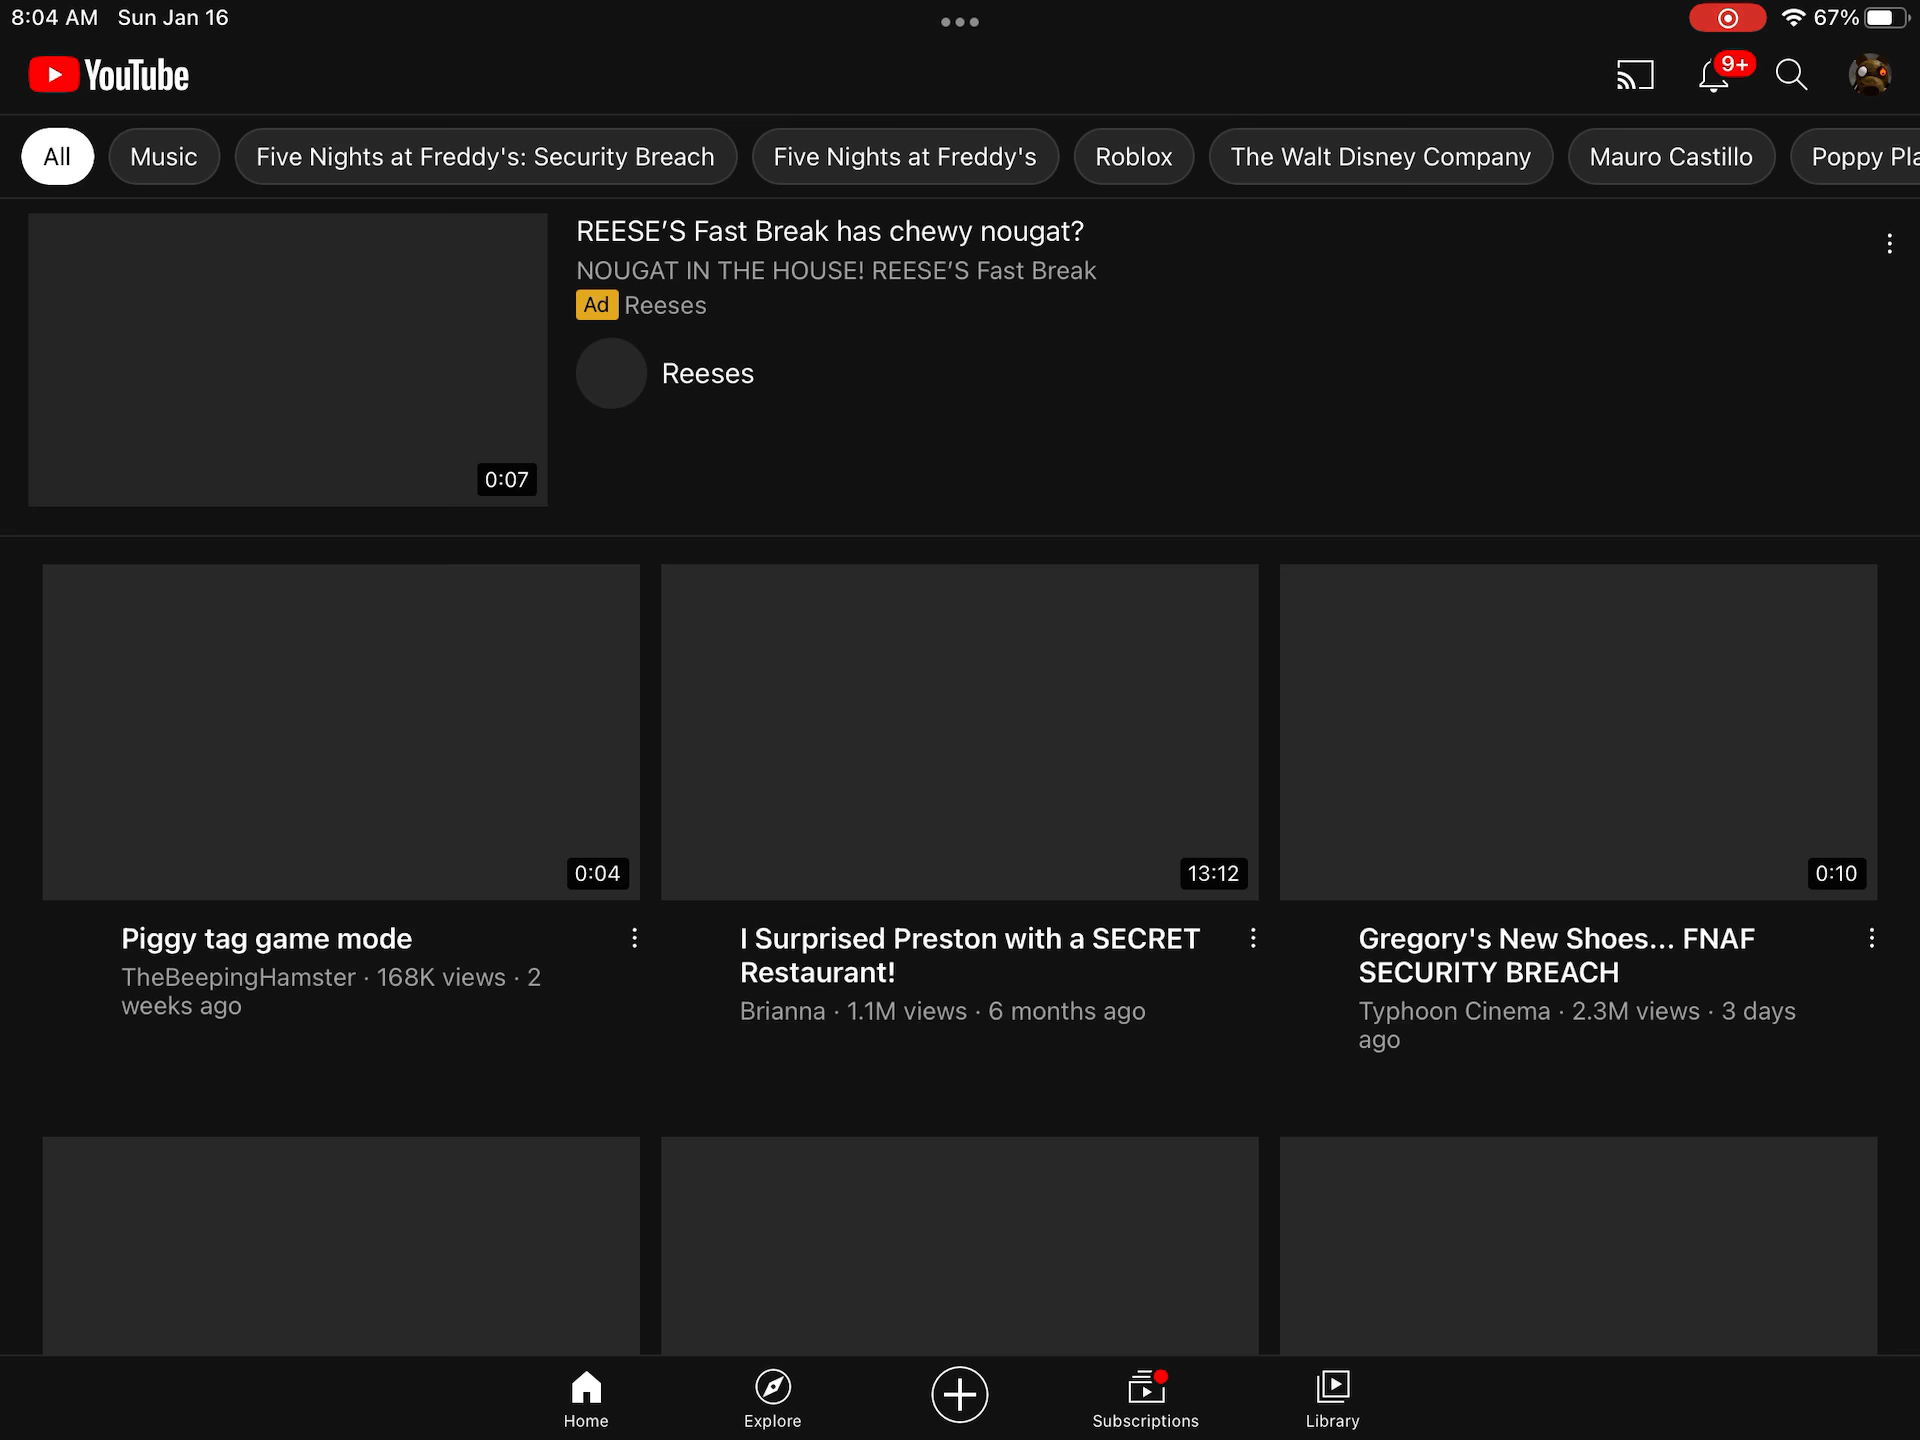 8:04 AM Sun Jan 16
67%
YouTube
9+
All
Music
Five Nights at Freddy's: Security Breach
Five Nights at Freddy's
Roblox
The Walt Disney Company
Mauro Castillo
Poppy Pla
REESE’S Fast Break has chewy nougat?
NOUGAT IN THE HOUSE! REESE’S Fast Break
Ad Reeses
Reeses
0:07
0:04
13:12
0:10
Piggy tag game mode
TheBeepingHamster · 168K views · 2
weeks ago
I Surprised Preston with a SECRET
Restaurant!
Brianna · 1.1M views · 6 months ago
Gregory's New Shoes... FNAF
SECURITY BREACH
Typhoon Cinema · 2.3M views · 3 days
ago
Home
Explore
Subscriptions
Library